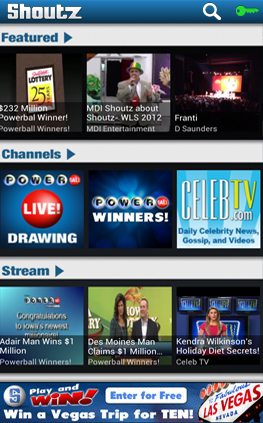 Shoutz
Featured
LOTTERY
25
$232 Million
Powerball Winner!
Powerball Winners!
MDI Shoutz about
Shoutz- WLS 2012
MDI Entertainment
Franti
D Saunders
Channels
POWER BALL
LIVE!
DRAWING
POWER BALL
WINNERS!
CELEBTV
.com
Daily Celebrity News,
Gossip, and Videos
Stream
Congratulations
to Iowa's newest
Adair Man Wins $1
Million
Powerball Winners!
Des Moines Man
Claims $1 Million...
Powerball Winners!
Kendra Wilkinson's
Holiday Diet Secrets!
Celeb TV
Play and
WIN!
Enter for Free
Win a Vegas Trip for TEN!
Fabulous
LAS VEGAS
NEVADA